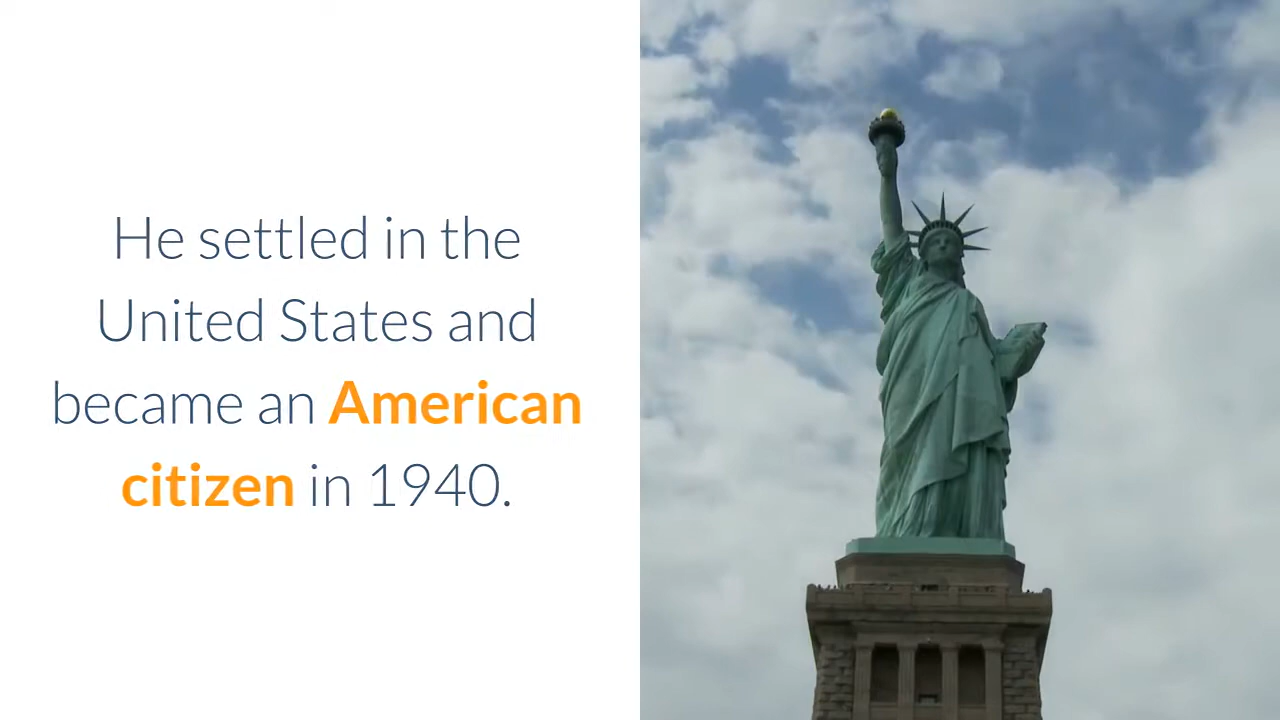 He settled in the
United States and
became an American
citizen in 1940.